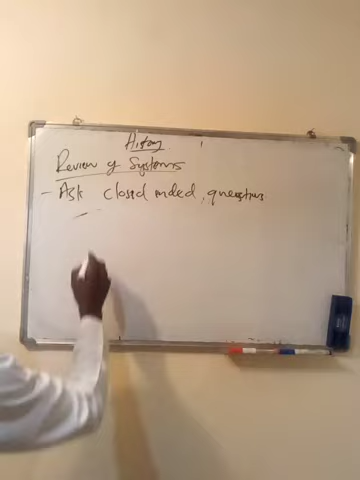 History
Review of Systems
- Ask closed ended questions
-